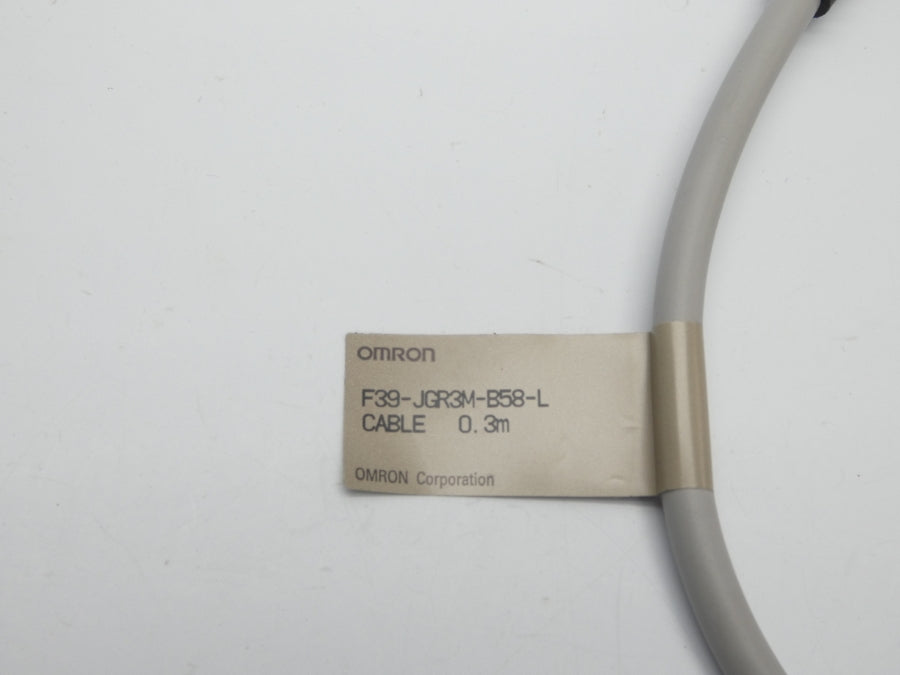 OMRON
F39-JGR3M-B58-L
CABLE 0.3m
OMRON Corporation